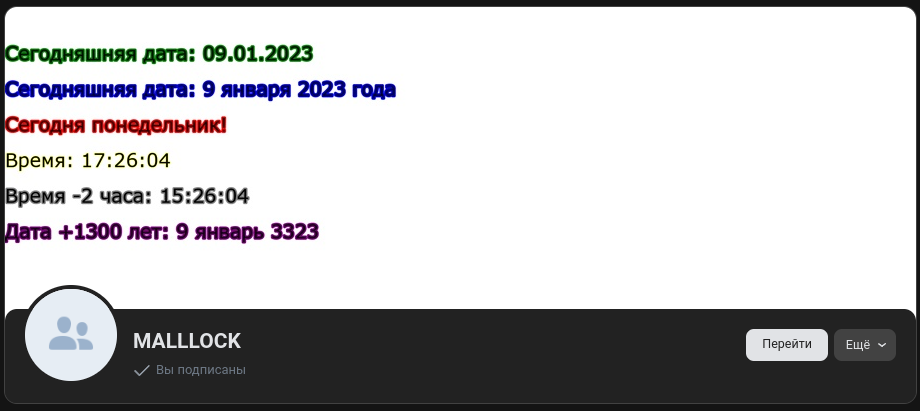 Сегодняшняя дата: 09.01.2023
Сегодняшняя дата: 9 января 2023 года
Сегодня понедельник!
Время: 17:26:04
Время -2 часа: 15:26:04
Дата +1300 лет: 9 январь 3323
MALLLOCK
Вы подписаны
Перейти
Ещё